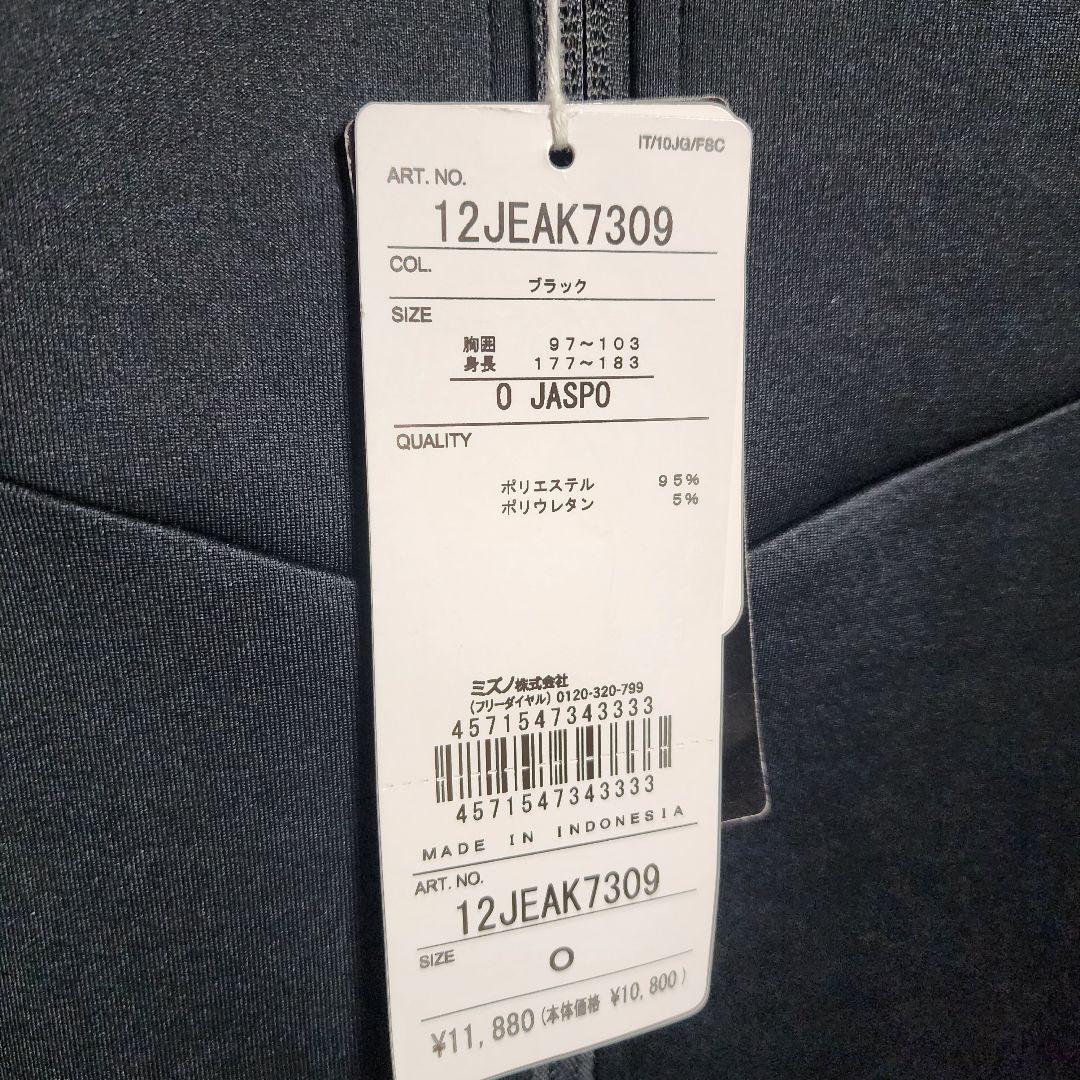 IT/10JG/F8C
ART. NO.
12JEAK7309
COL.
ブラック
SIZE
胸囲 97～103
身長 177～183
O JASPO
QUALITY
ポリエステル 95%
ポリウレタン 5%
ミズノ株式会社
(フリーダイヤル) 0120-320-799
4571547343333
4571547343333
MADE IN INDONESIA
ART. NO.
12JEAK7309
SIZE O
¥11,880 (本体価格 ¥10,800)